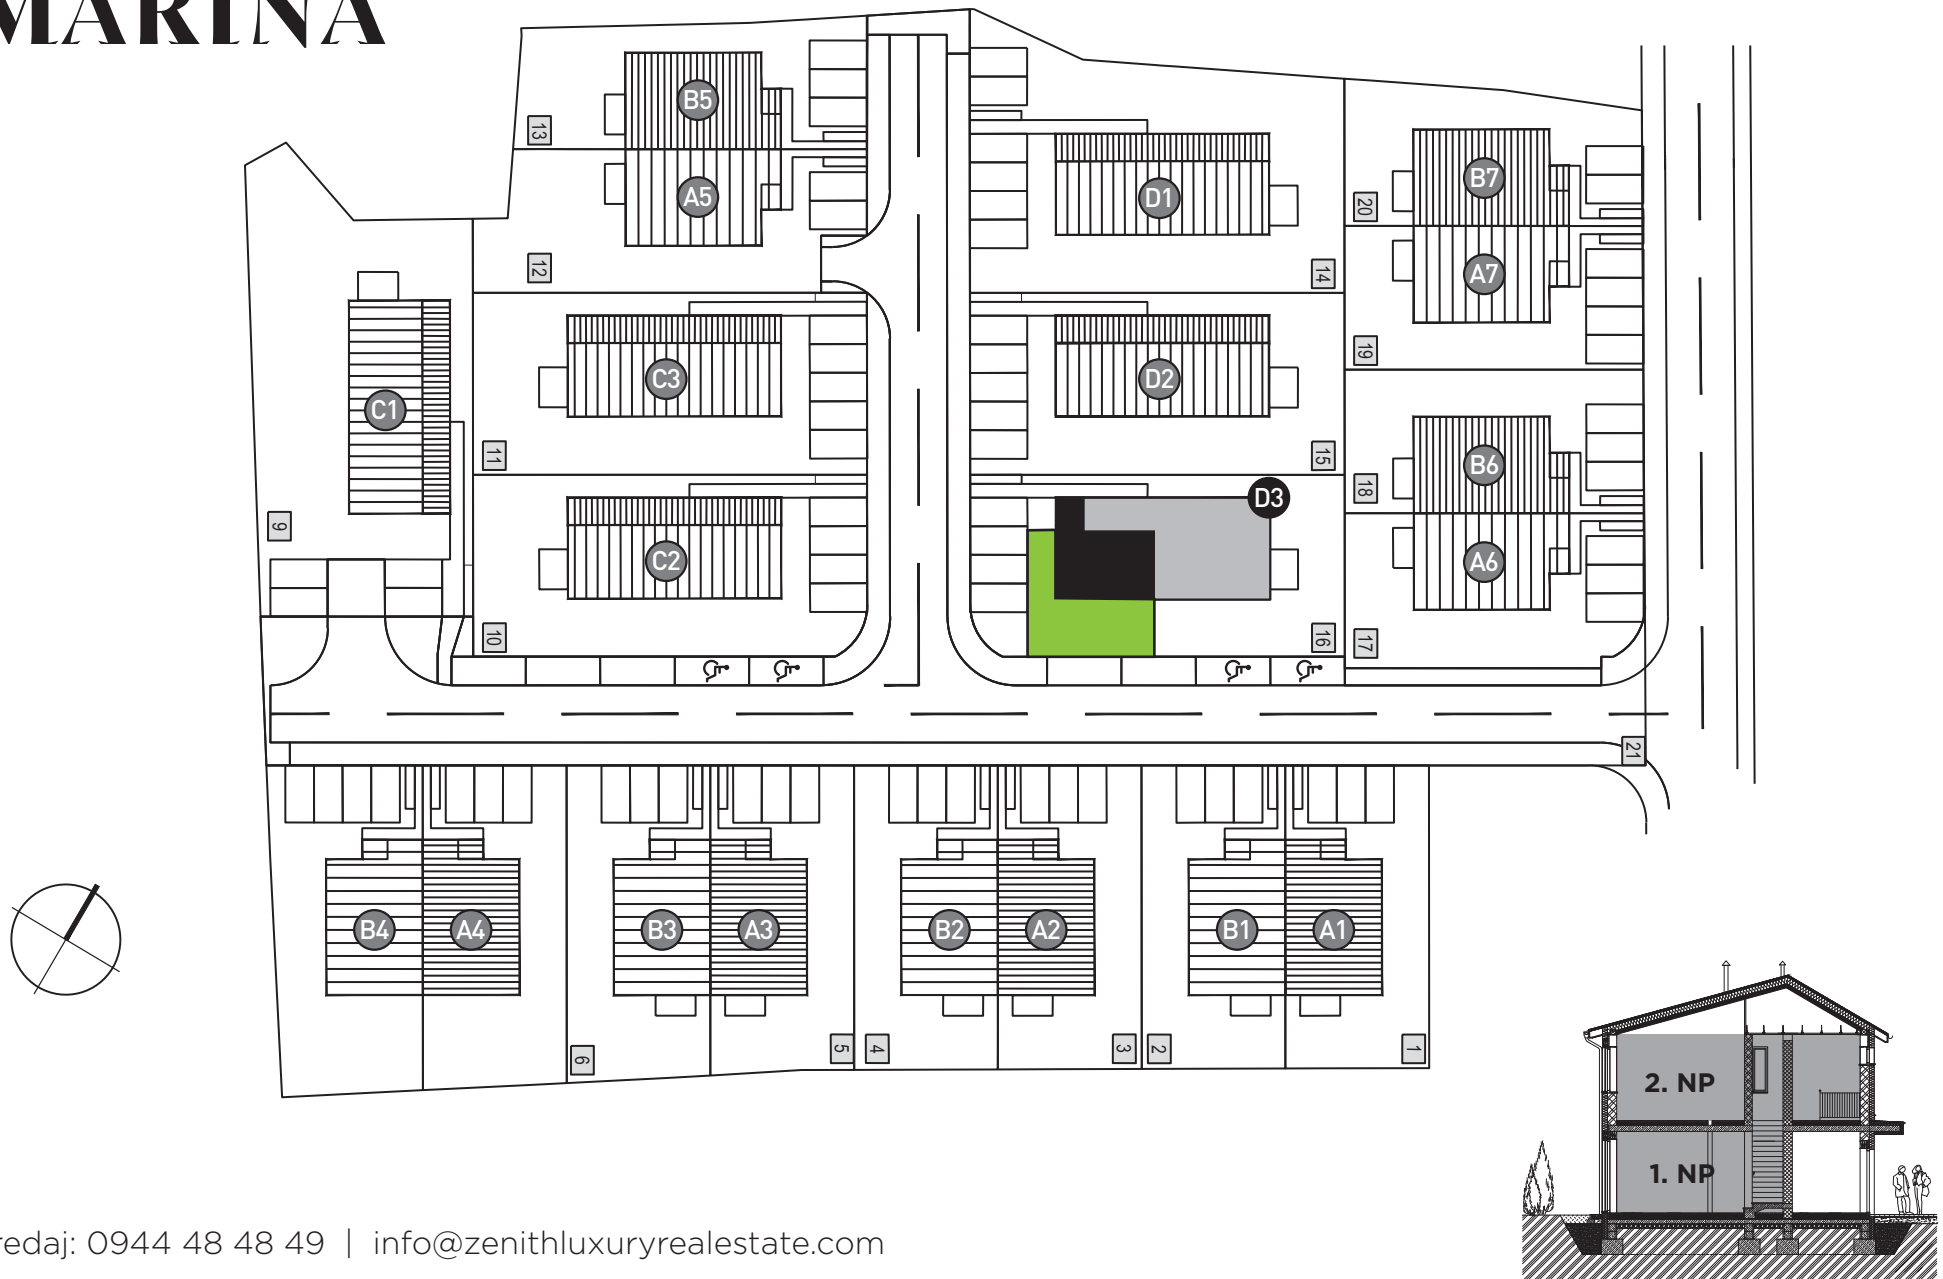 MARINA
B5
13
A5
12
D1
14
B7
20
A7
19
C1
9
C3
11
D2
15
B6
18
C2
10
D3
16
A6
17
21
B4
A4
B3
A3
B2
A2
B1
A1
6
5
4
3
2
1
2. NP
1. NP
redaj: 0944 48 48 49 | info@zenithluxuryrealestate.com